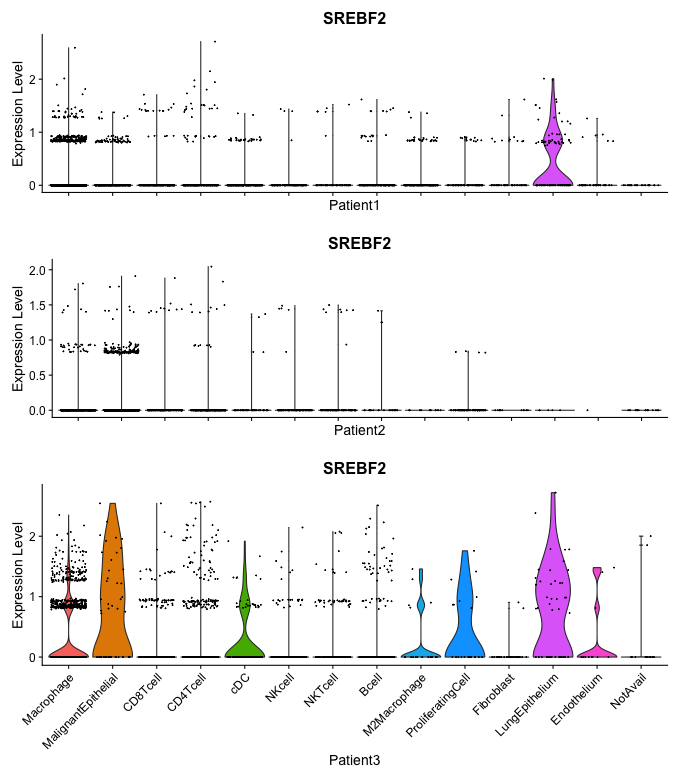 SREBF2
Expression Level
2
1
0
Patient1
SREBF2
Expression Level
2.0
1.5
1.0
0.5
0.0
Patient2
SREBF2
Expression Level
2
1
0
Macrophage
MalignantEpithelial
CD8Tcell
CD4Tcell
cDC
NKcell
NKTcell
Bcell
M2Macrophage
ProliferatingCell
Fibroblast
LungEpithelium
Endothelium
NotAvail
Patient3